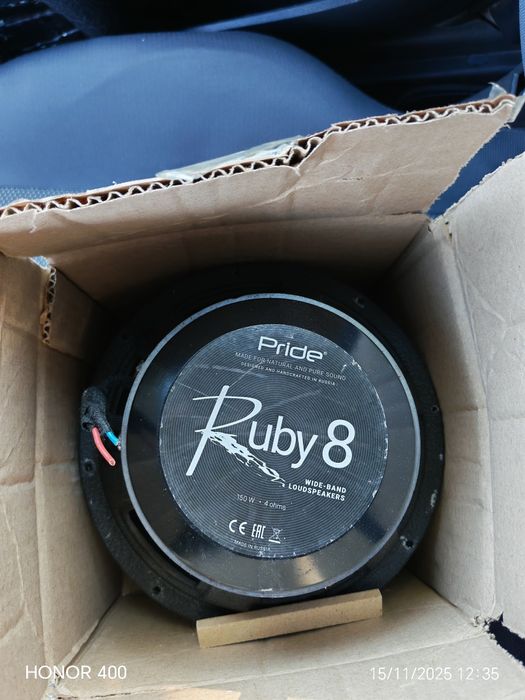 Pride®
MADE FOR NATURAL AND PURE SOUND
DESIGNED AND HANDCRAFTED IN RUSSIA
Ruby 8
WIDE-BAND
LOUDSPEAKERS
150 W • 4 ohms
CE EAC
MADE IN RUSSIA
HONOR 400
15/11/2025 12:35